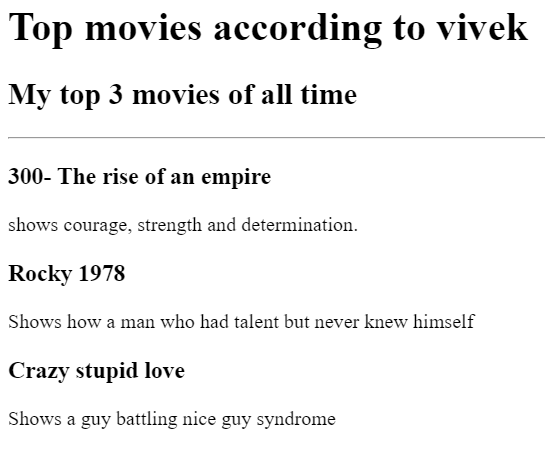 Top movies according to vivek
My top 3 movies of all time
300- The rise of an empire
shows courage, strength and determination.
Rocky 1978
Shows how a man who had talent but never knew himself
Crazy stupid love
Shows a guy battling nice guy syndrome